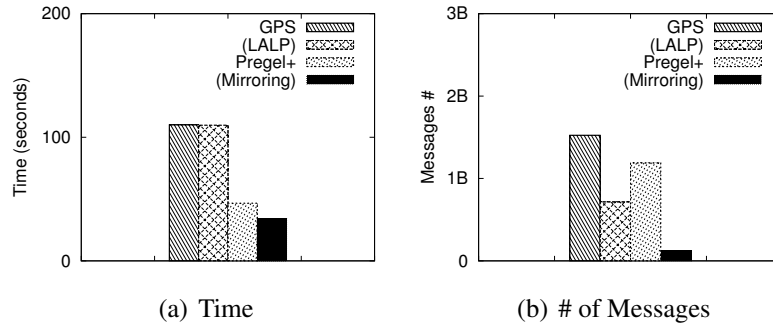 200
100
0
Time (seconds)
GPS
(LALP)
Pregel+
(Mirroring)
(a) Time
3B
2B
1B
0
Messages #
GPS
(LALP)
Pregel+
(Mirroring)
(b) # of Messages